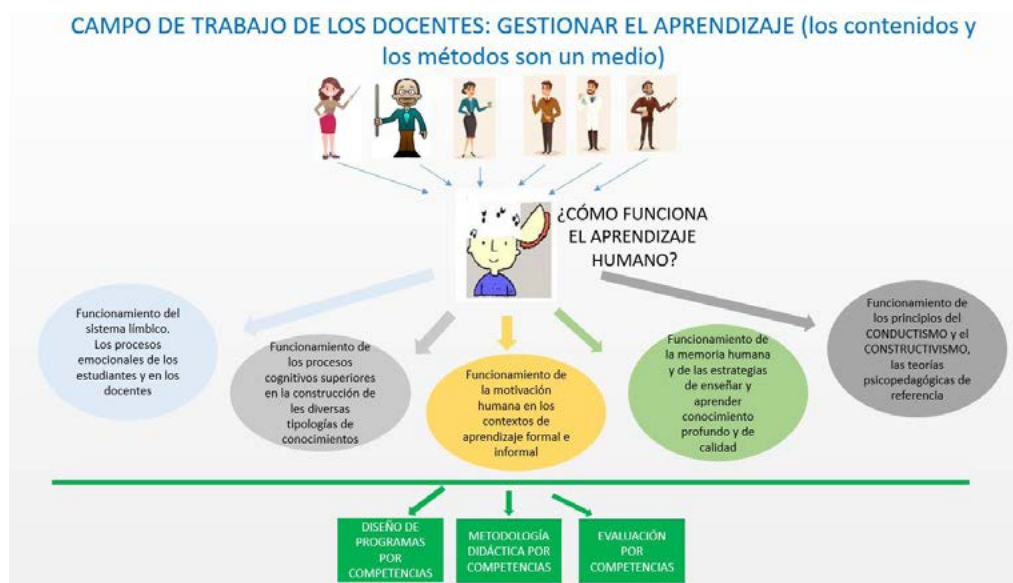 CAMPO DE TRABAJO DE LOS DOCENTES: GESTIONAR EL APRENDIZAJE (los contenidos y
los métodos son un medio)
¿CÓMO FUNCIONA
EL APRENDIZAJE
HUMANO?
Funcionamiento del
sistema límbico.
Los procesos
emocionales de los
estudiantes y en los
docentes
Funcionamiento de
los procesos
cognitivos superiores
en la construcción de
les diversas
tipologías de
conocimientos
Funcionamiento de
la motivación
humana en los
contextos de
aprendizaje formal e
informal
Funcionamiento de
la memoria humana
y de las estrategias
de enseñar y
aprender
conocimiento
profundo y de
calidad
Funcionamiento de
los principios del
CONDUCTISMO y el
CONSTRUCTIVISMO,
las teorías
psicopedagógicas de
referencia
DISEÑO DE
PROGRAMAS
POR
COMPETENCIAS
METODOLOGÍA
DIDÁCTICA POR
COMPETENCIAS
EVALUACIÓN
POR
COMPETENCIAS